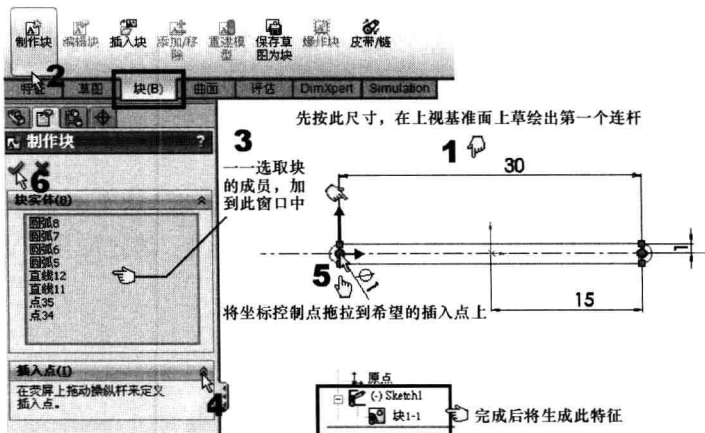 制作块 编辑块 插入块 添加/移除 重建模型 保存草图为块 爆炸块 皮带/链
2
特征 草图 块(B) 曲面 评估 DimXpert Simulation
先按此尺寸，在上视基准面上草绘出第一个连杆
制作块 ?
3
1
一一选取块
的成员，加
到此窗口中
30
6
块实体(B)
圆弧8
圆弧7
圆弧6
圆弧5
直线12
直线11
点35
点34
1
5
1
15
将坐标控制点拖拉到希望的插入点上
插入点(I)
在荧屏上拖动操纵杆来定义
插入点。
4
原点
(-) Sketch1
块1-1
完成后将生成此特征